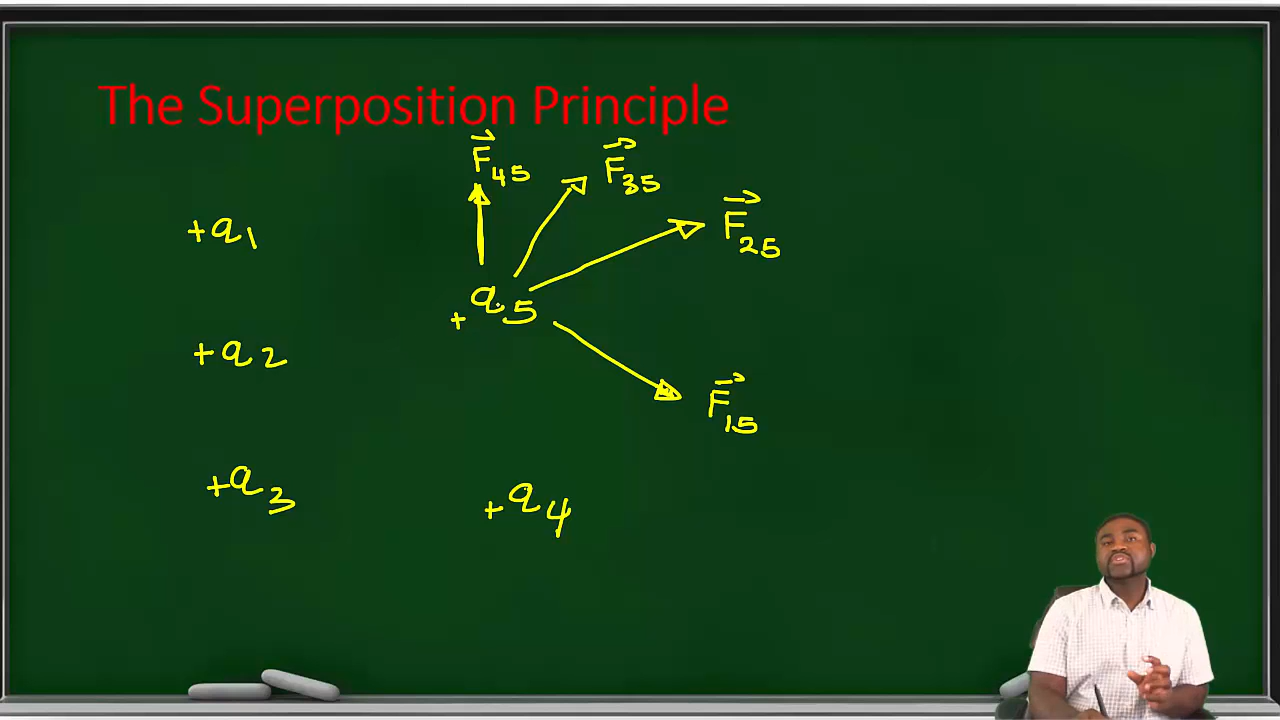 The Superposition Principle
F⃗45
F⃗35
+q1
F⃗25
+q5
+q2
F⃗15
+q3
+q4